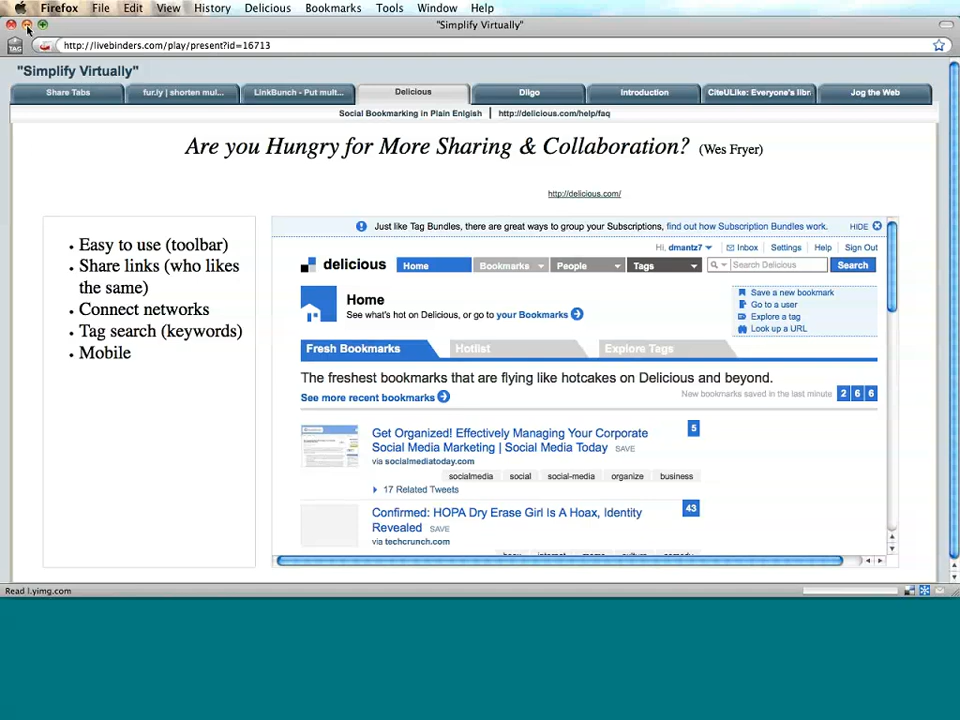 Firefox File Edit View History Delicious Bookmarks Tools Window Help
"Simplify Virtually"
TAG http://livebinders.com/play/present?id=16713
"Simplify Virtually"
Share Tabs fur.ly | shorten mul... LinkBunch - Put mult... Delicious Diigo Introduction CiteULike: Everyone's libr Jog the Web
Social Bookmarking in Plain Enlgish | http://delicious.com/help/faq
Are you Hungry for More Sharing & Collaboration? (Wes Fryer)
http://delicious.com/
• Easy to use (toolbar)
• Share links (who likes
the same)
• Connect networks
• Tag search (keywords)
• Mobile
Just like Tag Bundles, there are great ways to group your Subscriptions, find out how Subscription Bundles work. HIDE
Hi, dmantz7 Inbox Settings Help Sign Out
delicious Home Bookmarks People Tags Search Delicious Search
Home
See what's hot on Delicious, or go to your Bookmarks
Save a new bookmark
Go to a user
Explore a tag
Look up a URL
Fresh Bookmarks Hotlist Explore Tags
The freshest bookmarks that are flying like hotcakes on Delicious and beyond.
See more recent bookmarks New bookmarks saved in the last minute 2 6 6
Get Organized! Effectively Managing Your Corporate 5
Social Media Marketing | Social Media Today SAVE
via socialmediatoday.com
socialmedia social social-media organize business
17 Related Tweets
Confirmed: HOPA Dry Erase Girl Is A Hoax, Identity 43
Revealed SAVE
via techcrunch.com
Read l.yimg.com